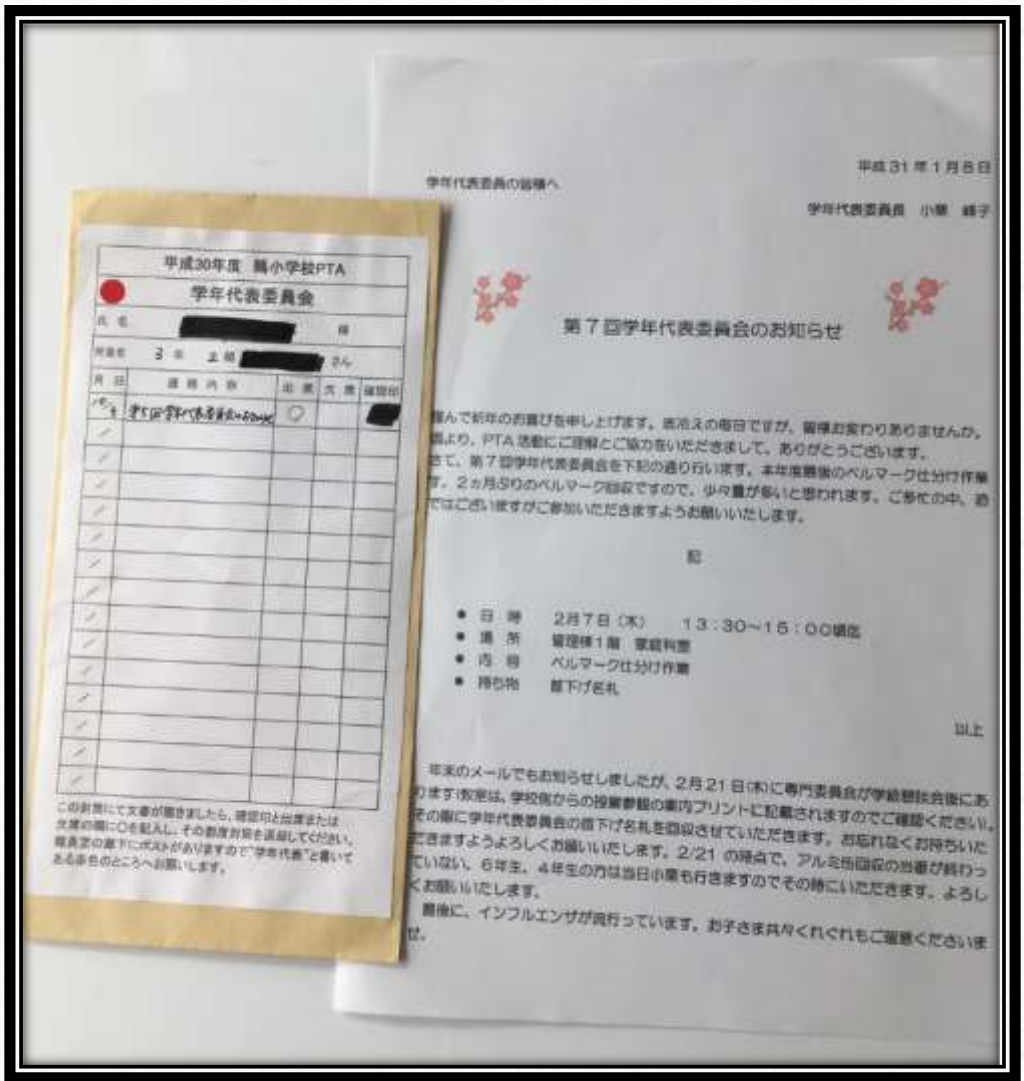 平成30年度 鵠小学校PTA
学年代表委員会
氏名 様
児童名 3年 主組 さん
月日 連絡内容 出席 欠席 確認印
第5回学年代表委員会のお知らせ ○
この封筒にて文書が届きましたら、確認印と出席または
欠席の欄に○を記入し、その都度封筒を返却してください。
職員室の廊下にポストがありますので“学年代表”と書いて
ある茶色のところへお願いします。
平成31年1月8日
学年代表委員の皆様へ
学年代表委員長 小栗 峰子
第7回学年代表委員会のお知らせ
謹んで新年のお喜びを申し上げます。底冷えの毎日ですが、皆様お変わりありませんか。
より、PTA活動にご理解とご協力をいただきまして、ありがとうございます。
さて、第7回学年代表委員会を下記の通り行います。本年度最後のベルマーク仕分け作業
す。2ヵ月ぶりのベルマーク回収ですので、少々量が多いと思われます。ご多忙の中、恐
ではございますがご参加いただきますようお願いいたします。
記
● 日時 2月7日(木) 13:30~15:00頃迄
● 場所 管理棟1階 家庭科室
● 内容 ベルマーク仕分け作業
● 持ち物 首下げ名札
以上
年末のメールでもお知らせしましたが、2月21日(木)に専門委員会が学級懇談会後にあ
ります(教室は、学校側からの授業参観の案内プリントに記載されますのでご確認ください)。
その際に学年代表委員会の首下げ名札を回収させていただきます。お忘れなくお持ちいた
だきますようよろしくお願いいたします。2/21の時点で、アルミ缶回収の当番が終わっ
ていない、6年生、4年生の方は当日小栗も行きますのでその時にいただきます。よろし
くお願いいたします。
最後に、インフルエンザが流行っています。お子さま共々くれぐれもご留意くださいま
せ。